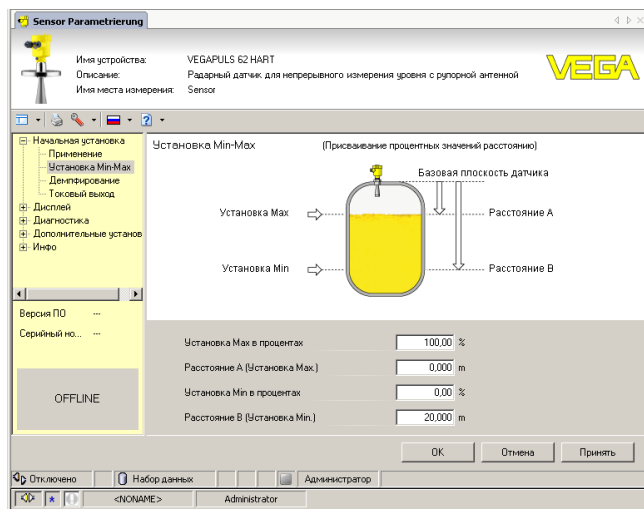 Sensor Parametrierung
Имя устройства: VEGAPULS 62 HART
Описание: Радарный датчик для непрерывного измерения уровня с рупорной антенной
Имя места измерения: Sensor
VEGA
Начальная установка
Применение
Установка Min-Max
Демпфирование
Токовый выход
Дисплей
Диагностика
Дополнительные установ
Инфо
Версия ПО ---
Серийный но... ---
OFFLINE
Установка Min-Max (Присваивание процентных значений расстоянию)
Базовая плоскость датчика
Установка Max
Расстояние A
Установка Min
Расстояние B
Установка Max в процентах 100,00 %
Расстояние A (Установка Max.) 0,000 m
Установка Min в процентах 0,00 %
Расстояние B (Установка Min.) 20,000 m
OK Отмена Принять
Отключено Набор данных Администратор
<NONAME> Administrator